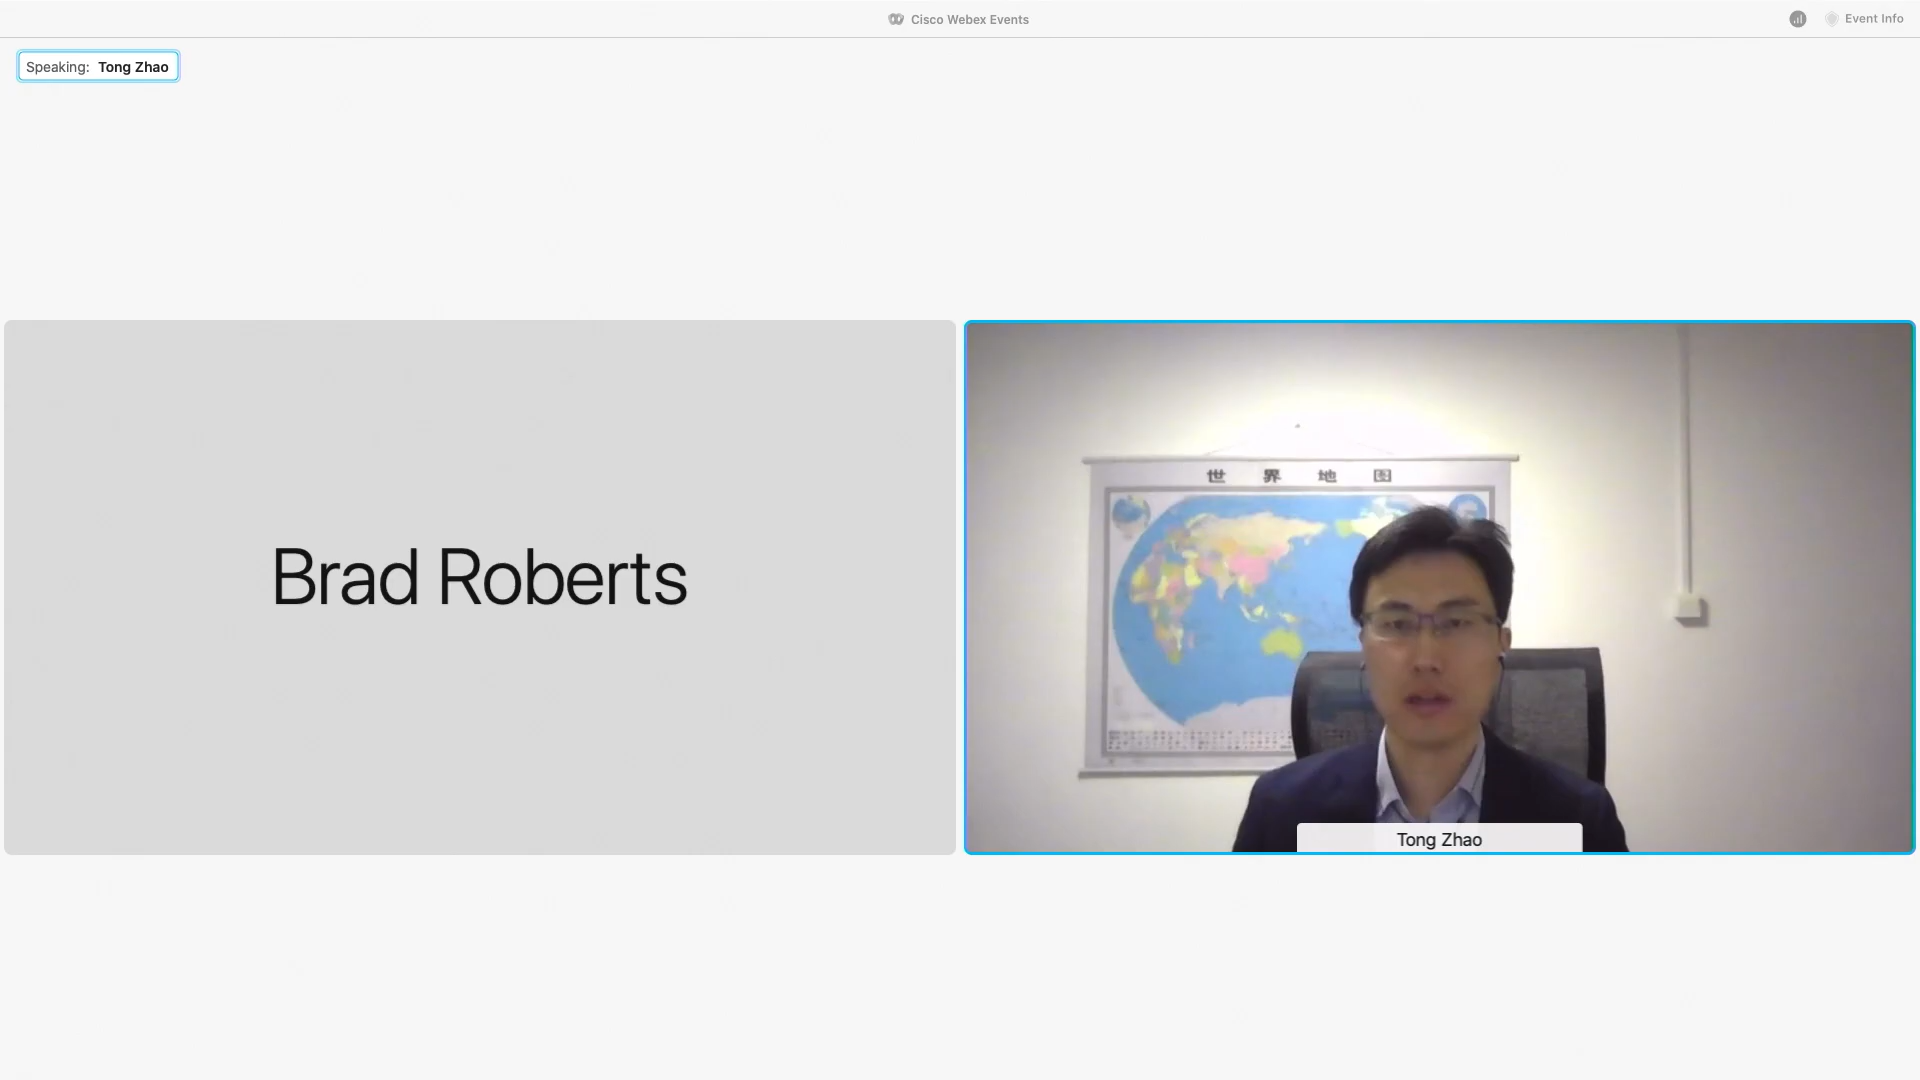 Cisco Webex Events
Event Info
Speaking: Tong Zhao
Brad Roberts
世界地图
Tong Zhao